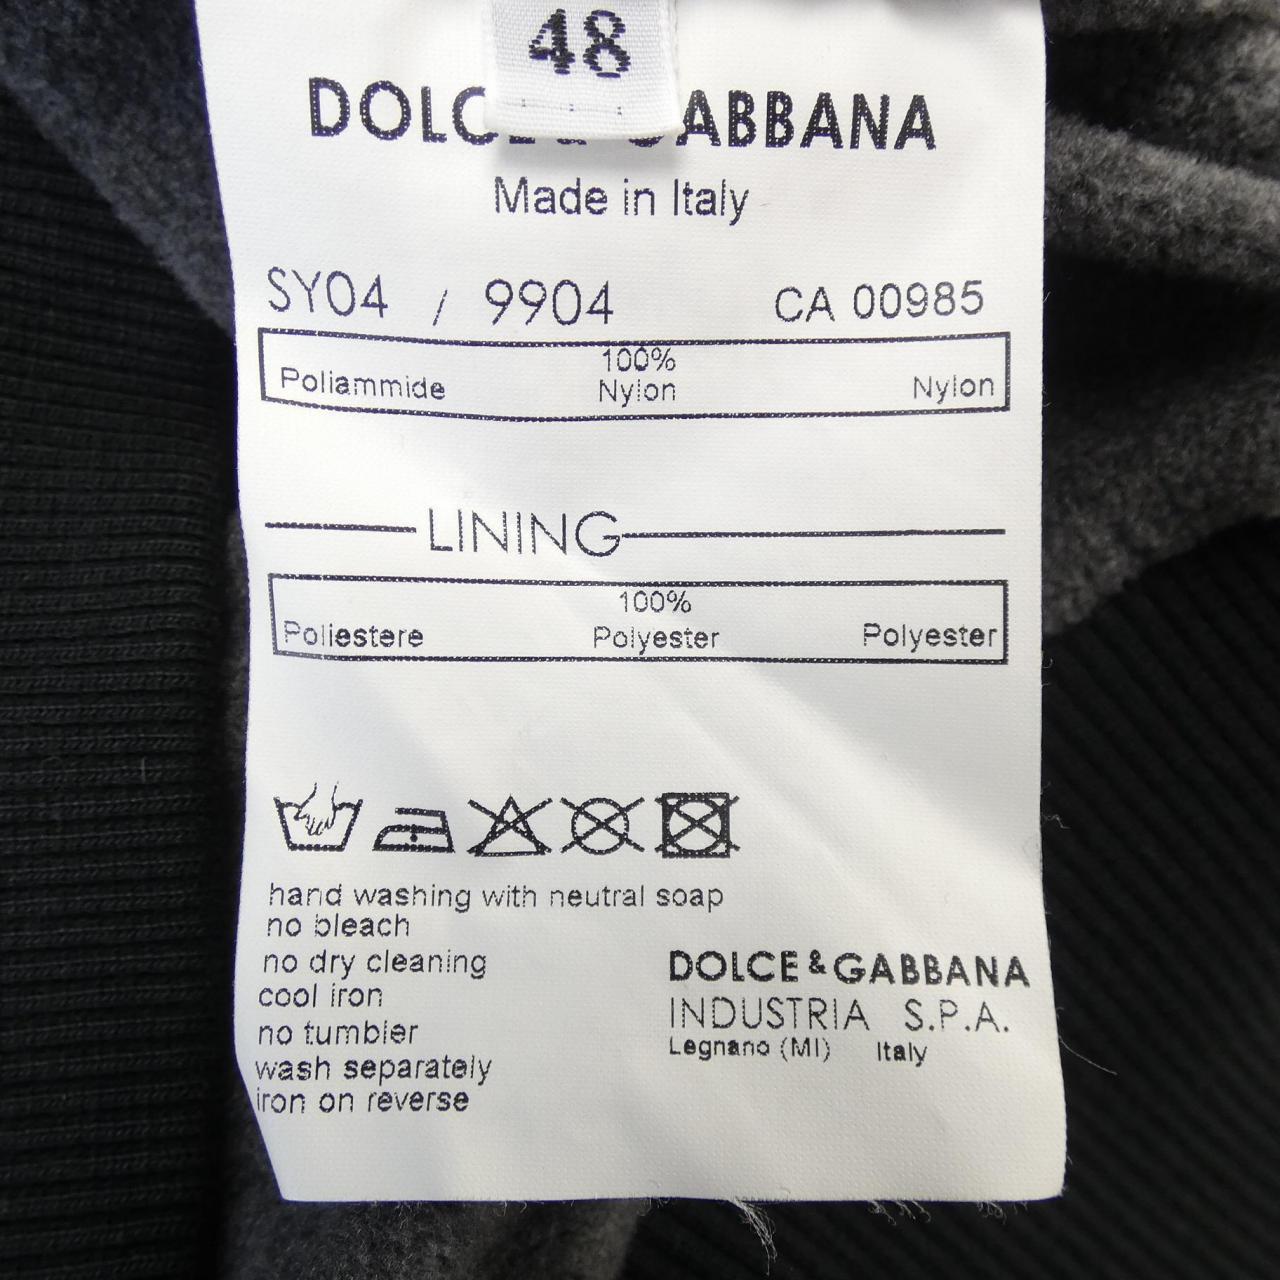 48
DOLCE & GABBANA
Made in Italy
SY04 / 9904 CA 00985
100%
Poliammide Nylon Nylon
LINING
100%
Poliestere Polyester Polyester
hand washing with neutral soap
no bleach
no dry cleaning
cool iron
no tumbler
wash separately
iron on reverse
DOLCE & GABBANA
INDUSTRIA S.P.A.
Legnano (MI) Italy